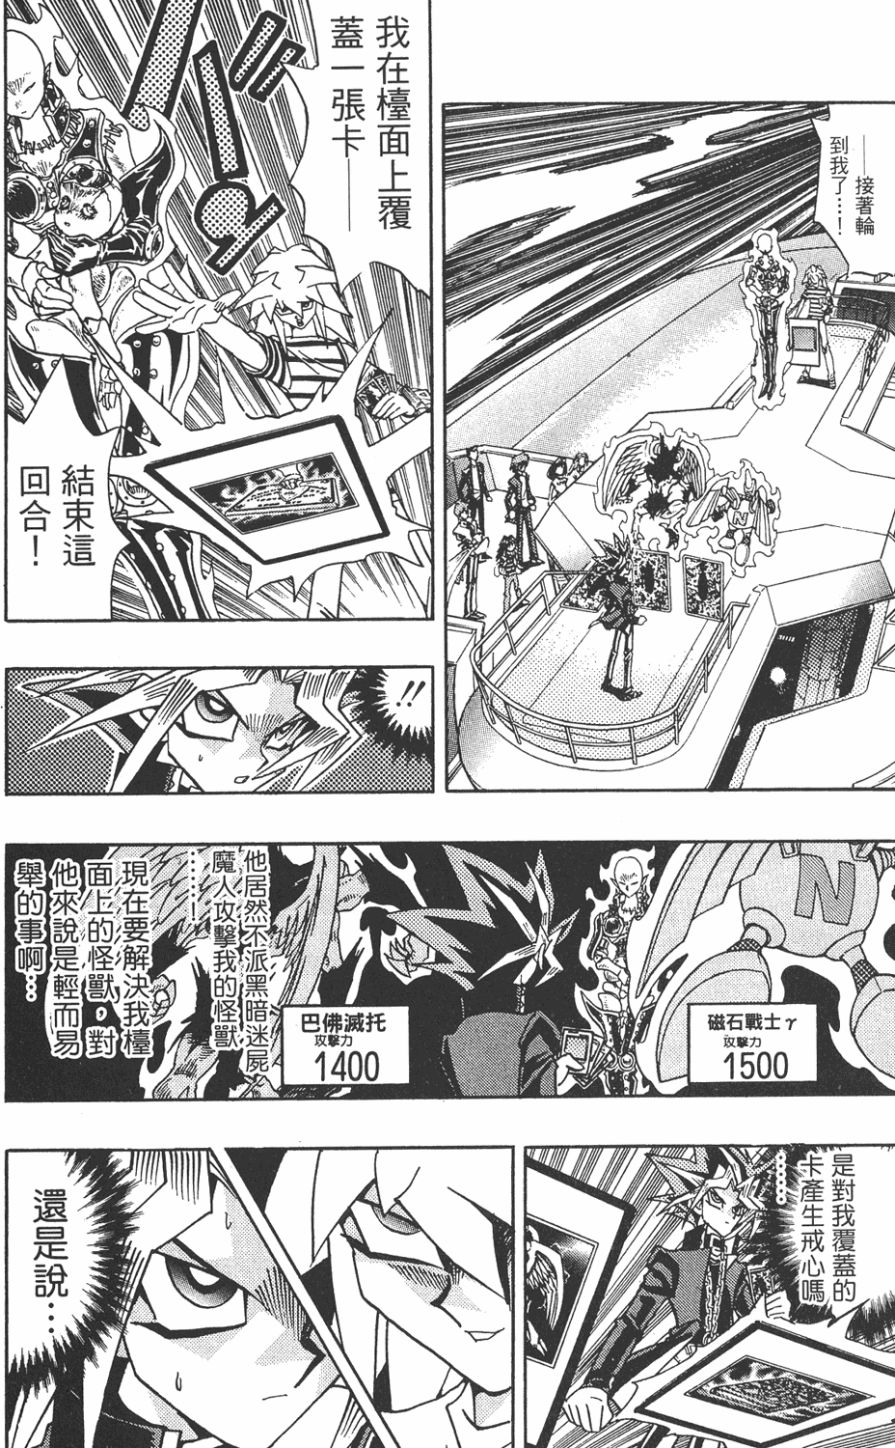 ——接著輪
到我了…！
我在檯面上覆
蓋一張卡——
！！
結束這
回合！
！！
N
磁石戰士γ
攻擊力
1500
巴佛滅托
攻擊力
1400
他居然不派黑暗迷屍
魔人攻擊我的怪獸
……！
現在要解決我檯
面上的怪獸，對
他來說是輕而易
舉的事啊…
是對我覆蓋的
卡產生戒心嗎
……
還是說…